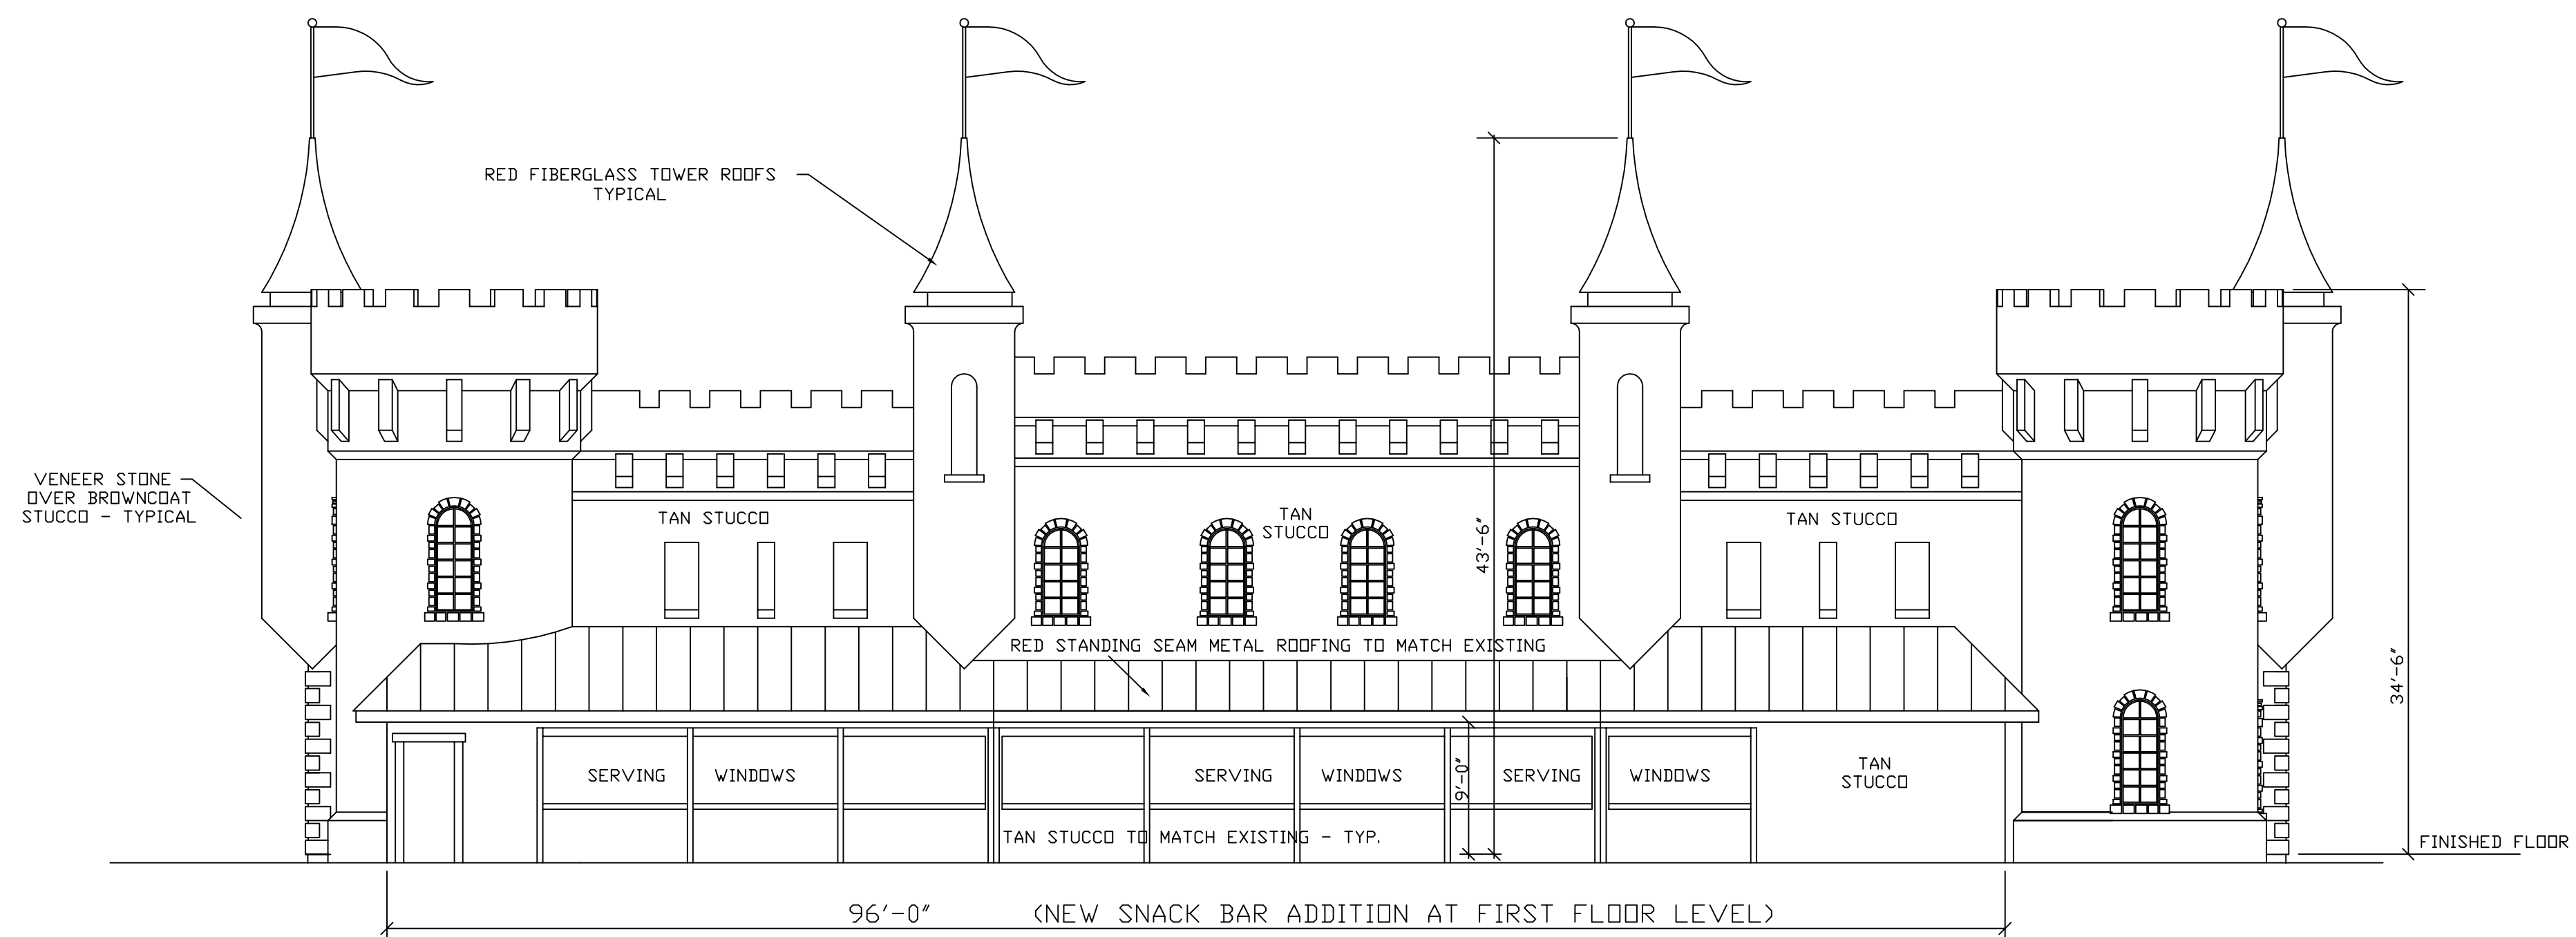 RED FIBERGLASS TOWER ROOFS
TYPICAL
VENEER STONE
OVER BROWNCOAT
STUCCO - TYPICAL
TAN STUCCO
TAN
STUCCO
TAN STUCCO
43'-6"
34'-6"
RED STANDING SEAM METAL ROOFING TO MATCH EXISTING
SERVING WINDOWS
SERVING WINDOWS
9'-0"
SERVING WINDOWS
TAN
STUCCO
TAN STUCCO TO MATCH EXISTING - TYP.
FINISHED FLOOR
96'-0" (NEW SNACK BAR ADDITION AT FIRST FLOOR LEVEL)